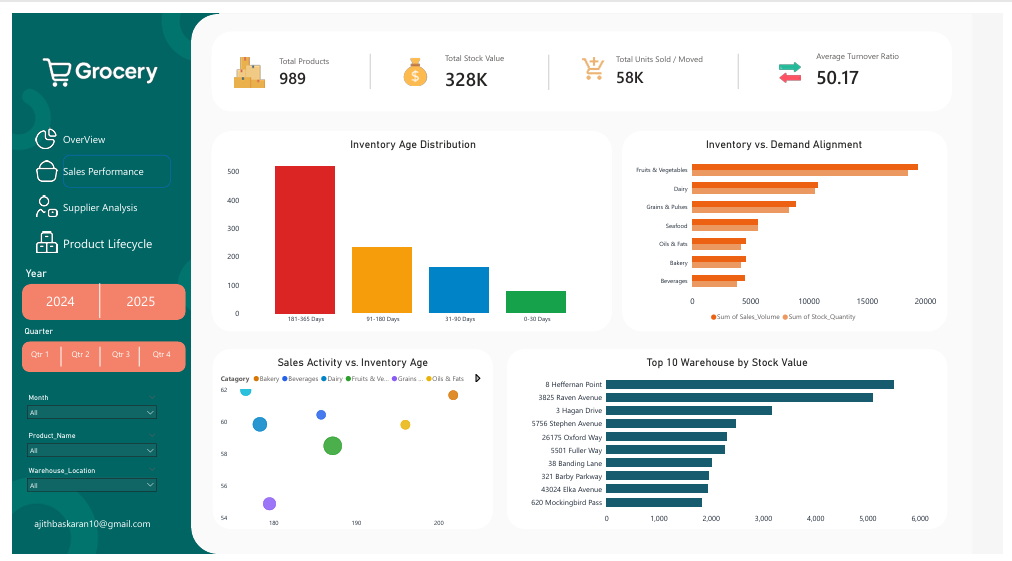 Grocery
OverView
Sales Performance
Supplier Analysis
Product Lifecycle
Year
2024 2025
Quarter
Qtr 1 Qtr 2 Qtr 3 Qtr 4
Month
All
Product_Name
All
Warehouse_Location
All
ajithbaskaran10@gmail.com
Total Products
989
Total Stock Value
328K
Total Units Sold / Moved
58K
Average Turnover Ratio
50.17
Inventory Age Distribution
500
400
300
200
100
0
181-365 Days 91-180 Days 31-90 Days 0-30 Days
Inventory vs. Demand Alignment
Fruits & Vegetables
Dairy
Grains & Pulses
Seafood
Oils & Fats
Bakery
Beverages
0 5000 10000 15000 20000
Sum of Sales_Volume Sum of Stock_Quantity
Sales Activity vs. Inventory Age
Catagory Bakery Beverages Dairy Fruits & Ve... Grains ... Oils & Fats
62
60
58
56
54
180 190 200
Top 10 Warehouse by Stock Value
8 Heffernan Point
3825 Raven Avenue
3 Hagan Drive
5756 Stephen Avenue
26175 Oxford Way
5501 Fuller Way
38 Banding Lane
321 Barby Parkway
43024 Elka Avenue
620 Mockingbird Pass
0 1,000 2,000 3,000 4,000 5,000 6,000